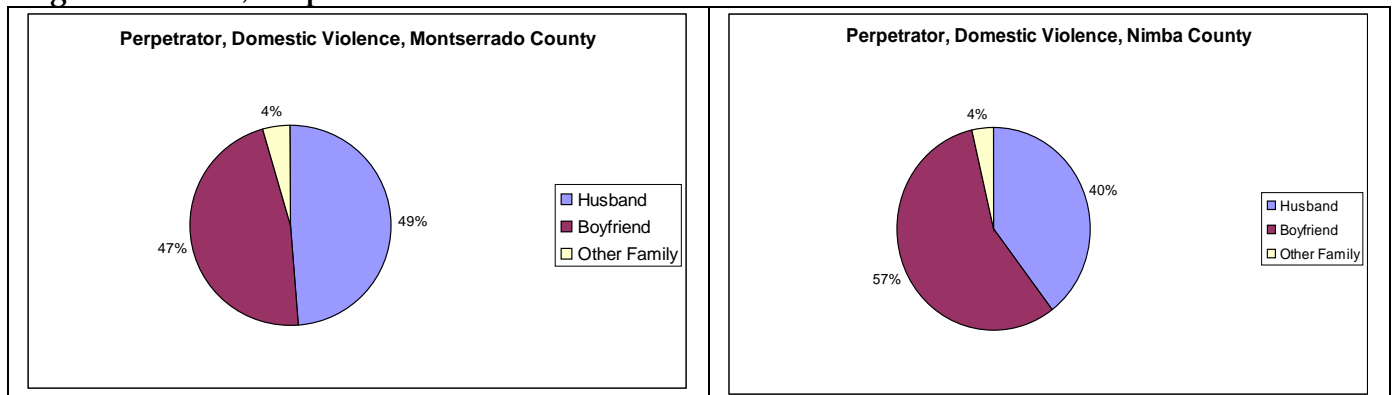 Perpetrator, Domestic Violence, Montserrado County
4%
49%
47%
Husband
Boyfriend
Other Family
Perpetrator, Domestic Violence, Nimba County
4%
40%
57%
Husband
Boyfriend
Other Family